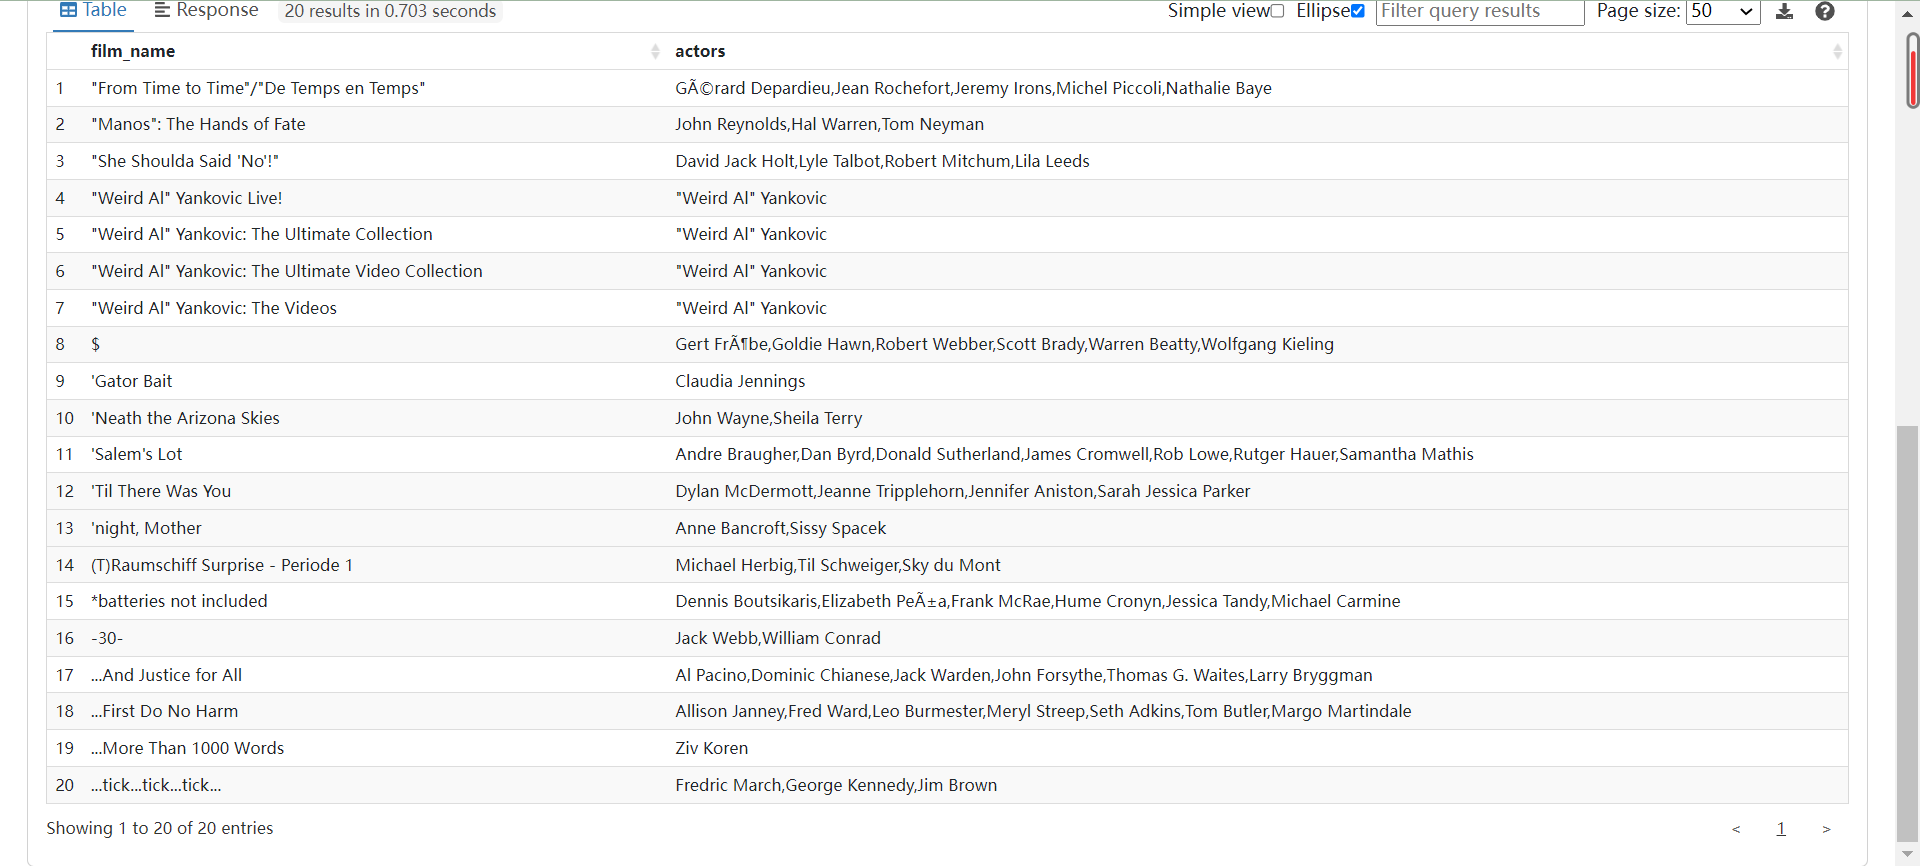 Table Response 20 results in 0.703 seconds Simple view Ellipse Filter query results Page size: 50
film_name actors
1 "From Time to Time"/"De Temps en Temps" GÃ©rard Depardieu,Jean Rochefort,Jeremy Irons,Michel Piccoli,Nathalie Baye
2 "Manos": The Hands of Fate John Reynolds,Hal Warren,Tom Neyman
3 "She Shoulda Said 'No'!" David Jack Holt,Lyle Talbot,Robert Mitchum,Lila Leeds
4 "Weird Al" Yankovic Live! "Weird Al" Yankovic
5 "Weird Al" Yankovic: The Ultimate Collection "Weird Al" Yankovic
6 "Weird Al" Yankovic: The Ultimate Video Collection "Weird Al" Yankovic
7 "Weird Al" Yankovic: The Videos "Weird Al" Yankovic
8 $ Gert FrÃ¶be,Goldie Hawn,Robert Webber,Scott Brady,Warren Beatty,Wolfgang Kieling
9 'Gator Bait Claudia Jennings
10 'Neath the Arizona Skies John Wayne,Sheila Terry
11 'Salem's Lot Andre Braugher,Dan Byrd,Donald Sutherland,James Cromwell,Rob Lowe,Rutger Hauer,Samantha Mathis
12 'Til There Was You Dylan McDermott,Jeanne Tripplehorn,Jennifer Aniston,Sarah Jessica Parker
13 'night, Mother Anne Bancroft,Sissy Spacek
14 (T)Raumschiff Surprise - Periode 1 Michael Herbig,Til Schweiger,Sky du Mont
15 *batteries not included Dennis Boutsikaris,Elizabeth PeÃ±a,Frank McRae,Hume Cronyn,Jessica Tandy,Michael Carmine
16 -30- Jack Webb,William Conrad
17 ...And Justice for All Al Pacino,Dominic Chianese,Jack Warden,John Forsythe,Thomas G. Waites,Larry Bryggman
18 ...First Do No Harm Allison Janney,Fred Ward,Leo Burmester,Meryl Streep,Seth Adkins,Tom Butler,Margo Martindale
19 ...More Than 1000 Words Ziv Koren
20 ...tick...tick...tick... Fredric March,George Kennedy,Jim Brown
Showing 1 to 20 of 20 entries < 1 >